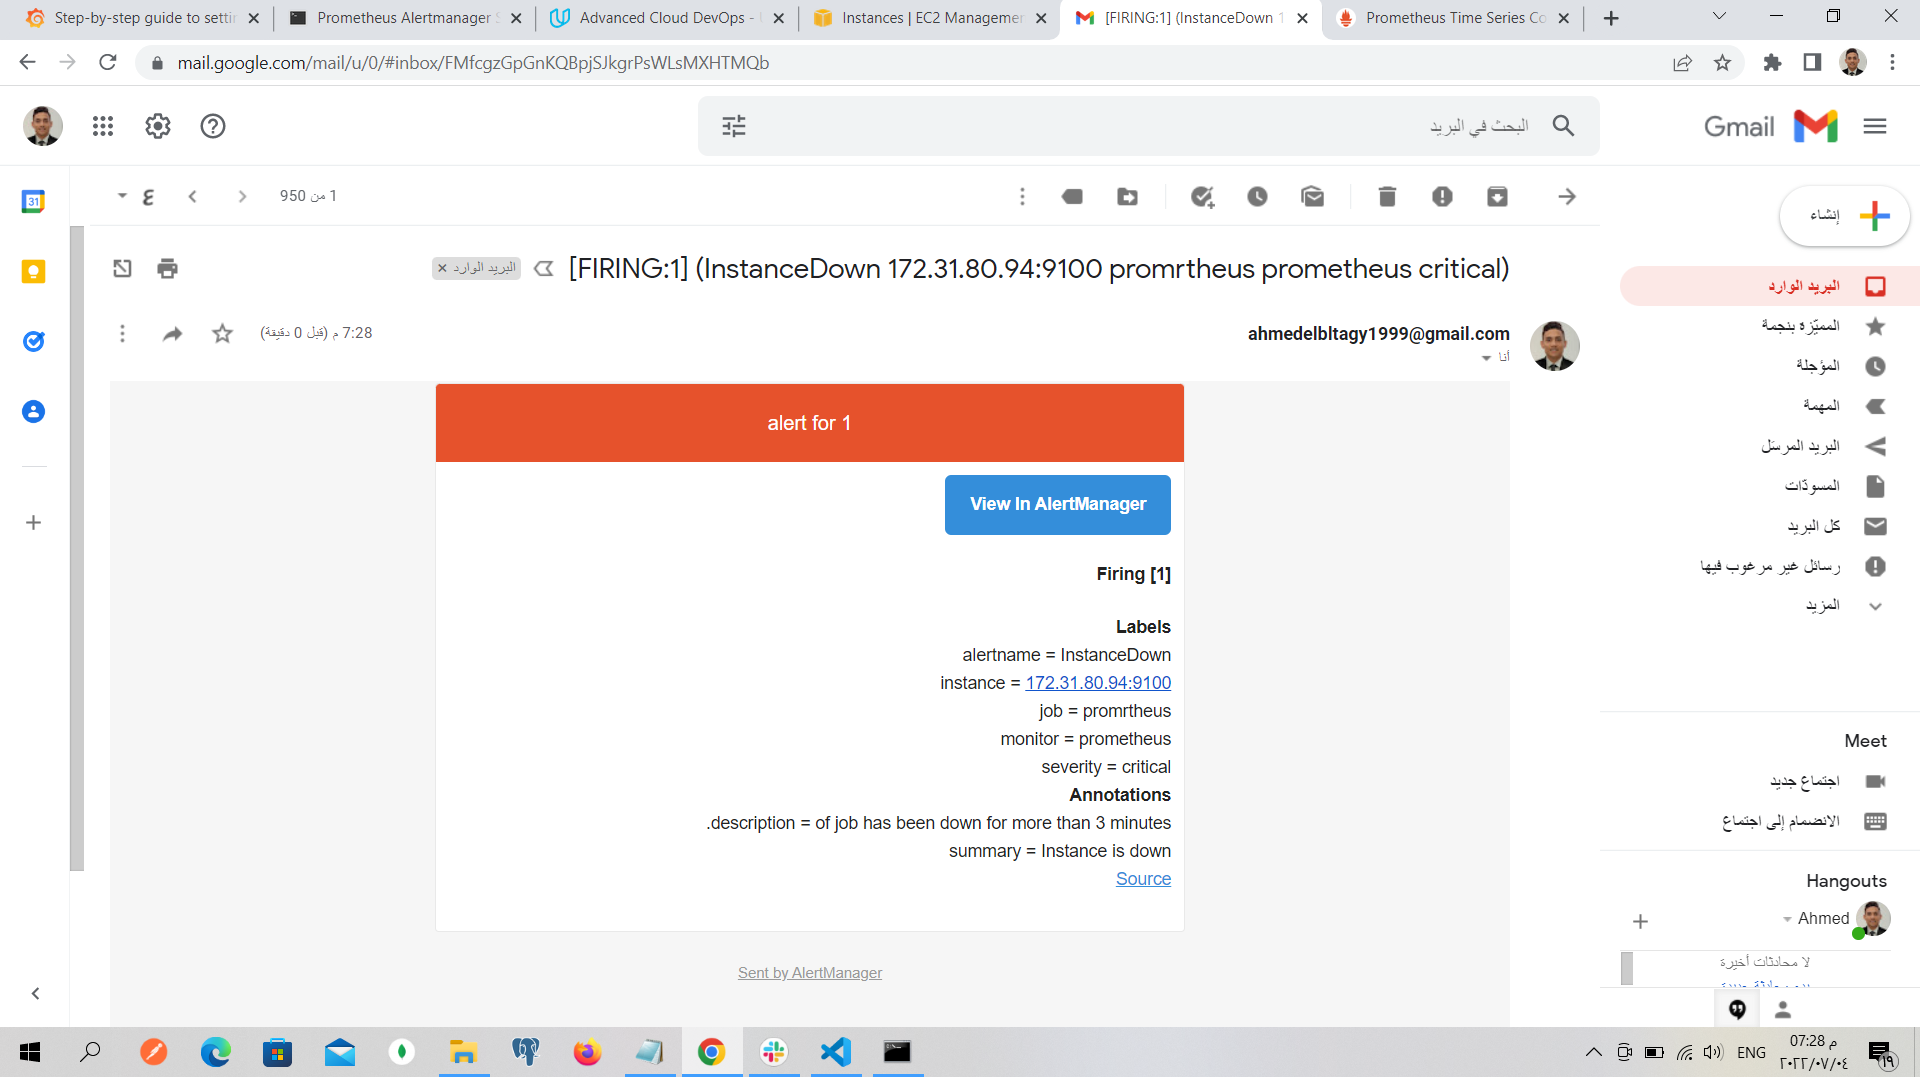 Step-by-step guide to setti
Prometheus Alertmanager S
Advanced Cloud DevOps -
Instances | EC2 Managemen
[FIRING:1] (InstanceDown 1
Prometheus Time Series Co
mail.google.com/mail/u/0/#inbox/FMfcgzGpGnKQBpjSJkgrPsWLsMXHTMQb
البحث في البريد
Gmail
31
ع
1 من 950
إنشاء
[FIRING:1] (InstanceDown 172.31.80.94:9100 promrtheus prometheus critical)
البريد الوارد
7:28 م (قبل 0 دقيقة)
ahmedelbltagy1999@gmail.com
أنا
alert for 1
View In AlertManager
Firing [1]
Labels
alertname = InstanceDown
instance = 172.31.80.94:9100
job = promrtheus
monitor = prometheus
severity = critical
Annotations
.description = of job has been down for more than 3 minutes
summary = Instance is down
Source
Sent by AlertManager
البريد الوارد
المميّزة بنجمة
المؤجلة
المهمة
البريد المرسَل
المسودّات
كل البريد
رسائل غير مرغوب فيها
المزيد
Meet
اجتماع جديد
الانضمام إلى اجتماع
Hangouts
Ahmed
لا محادثات أخيرة
ENG
07:28 م
٢٠٢٢/٠٧/٠٤
١٩